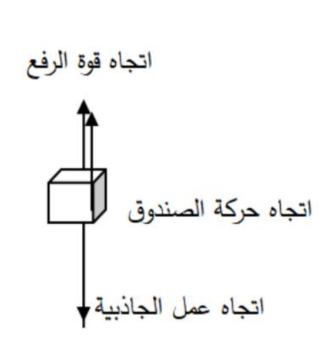 اتجاه قوة الرفع
اتجاه حركة الصندوق
اتجاه عمل الجاذبية